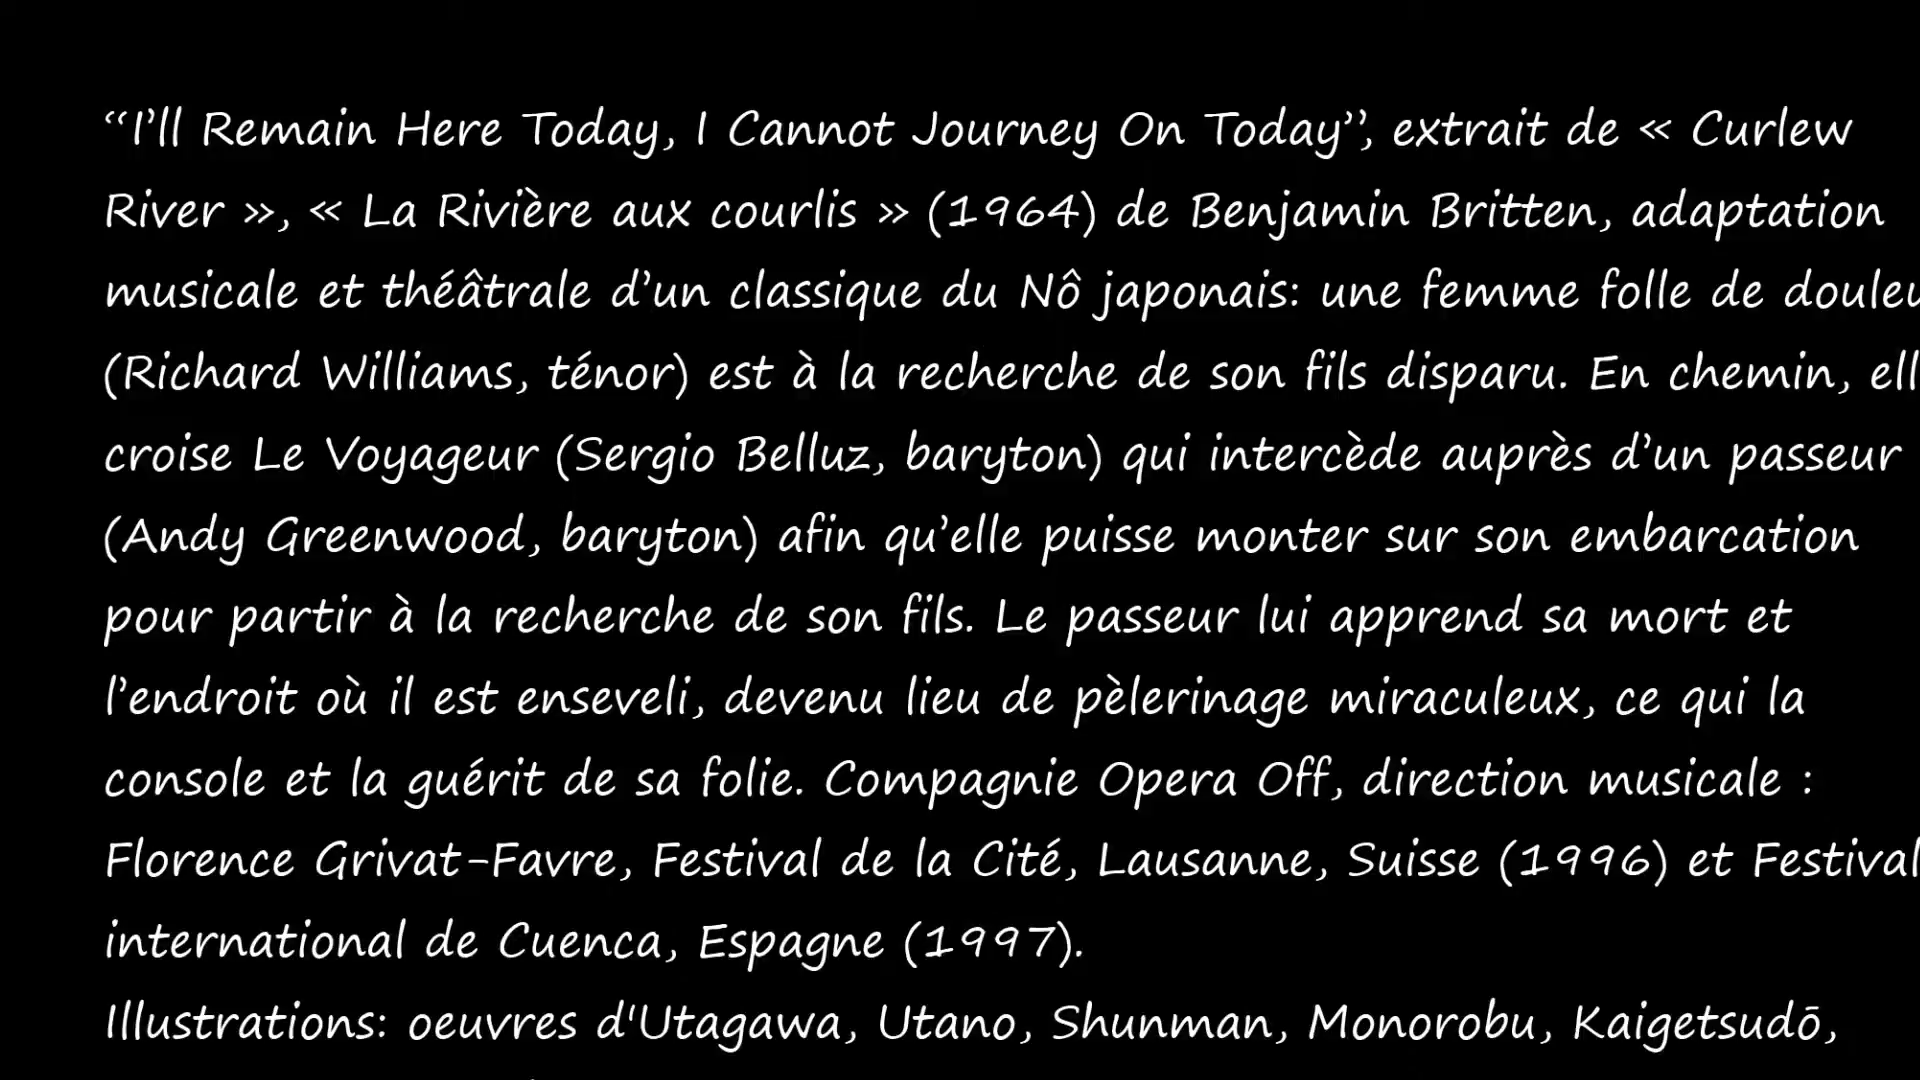 “I’ll Remain Here Today, I Cannot Journey On Today”, extrait de « Curlew
River », « La Rivière aux courlis » (1964) de Benjamin Britten, adaptation
musicale et théâtrale d’un classique du Nô japonais: une femme folle de douleu
(Richard Williams, ténor) est à la recherche de son fils disparu. En chemin, ell
croise Le Voyageur (Sergio Belluz, baryton) qui intercède auprès d’un passeur
(Andy Greenwood, baryton) afin qu’elle puisse monter sur son embarcation
pour partir à la recherche de son fils. Le passeur lui apprend sa mort et
l’endroit où il est enseveli, devenu lieu de pèlerinage miraculeux, ce qui la
console et la guérit de sa folie. Compagnie Opera Off, direction musicale :
Florence Grivat-Favre, Festival de la Cité, Lausanne, Suisse (1996) et Festival
international de Cuenca, Espagne (1997).
Illustrations: oeuvres d'Utagawa, Utano, Shunman, Monorobu, Kaigetsudō,